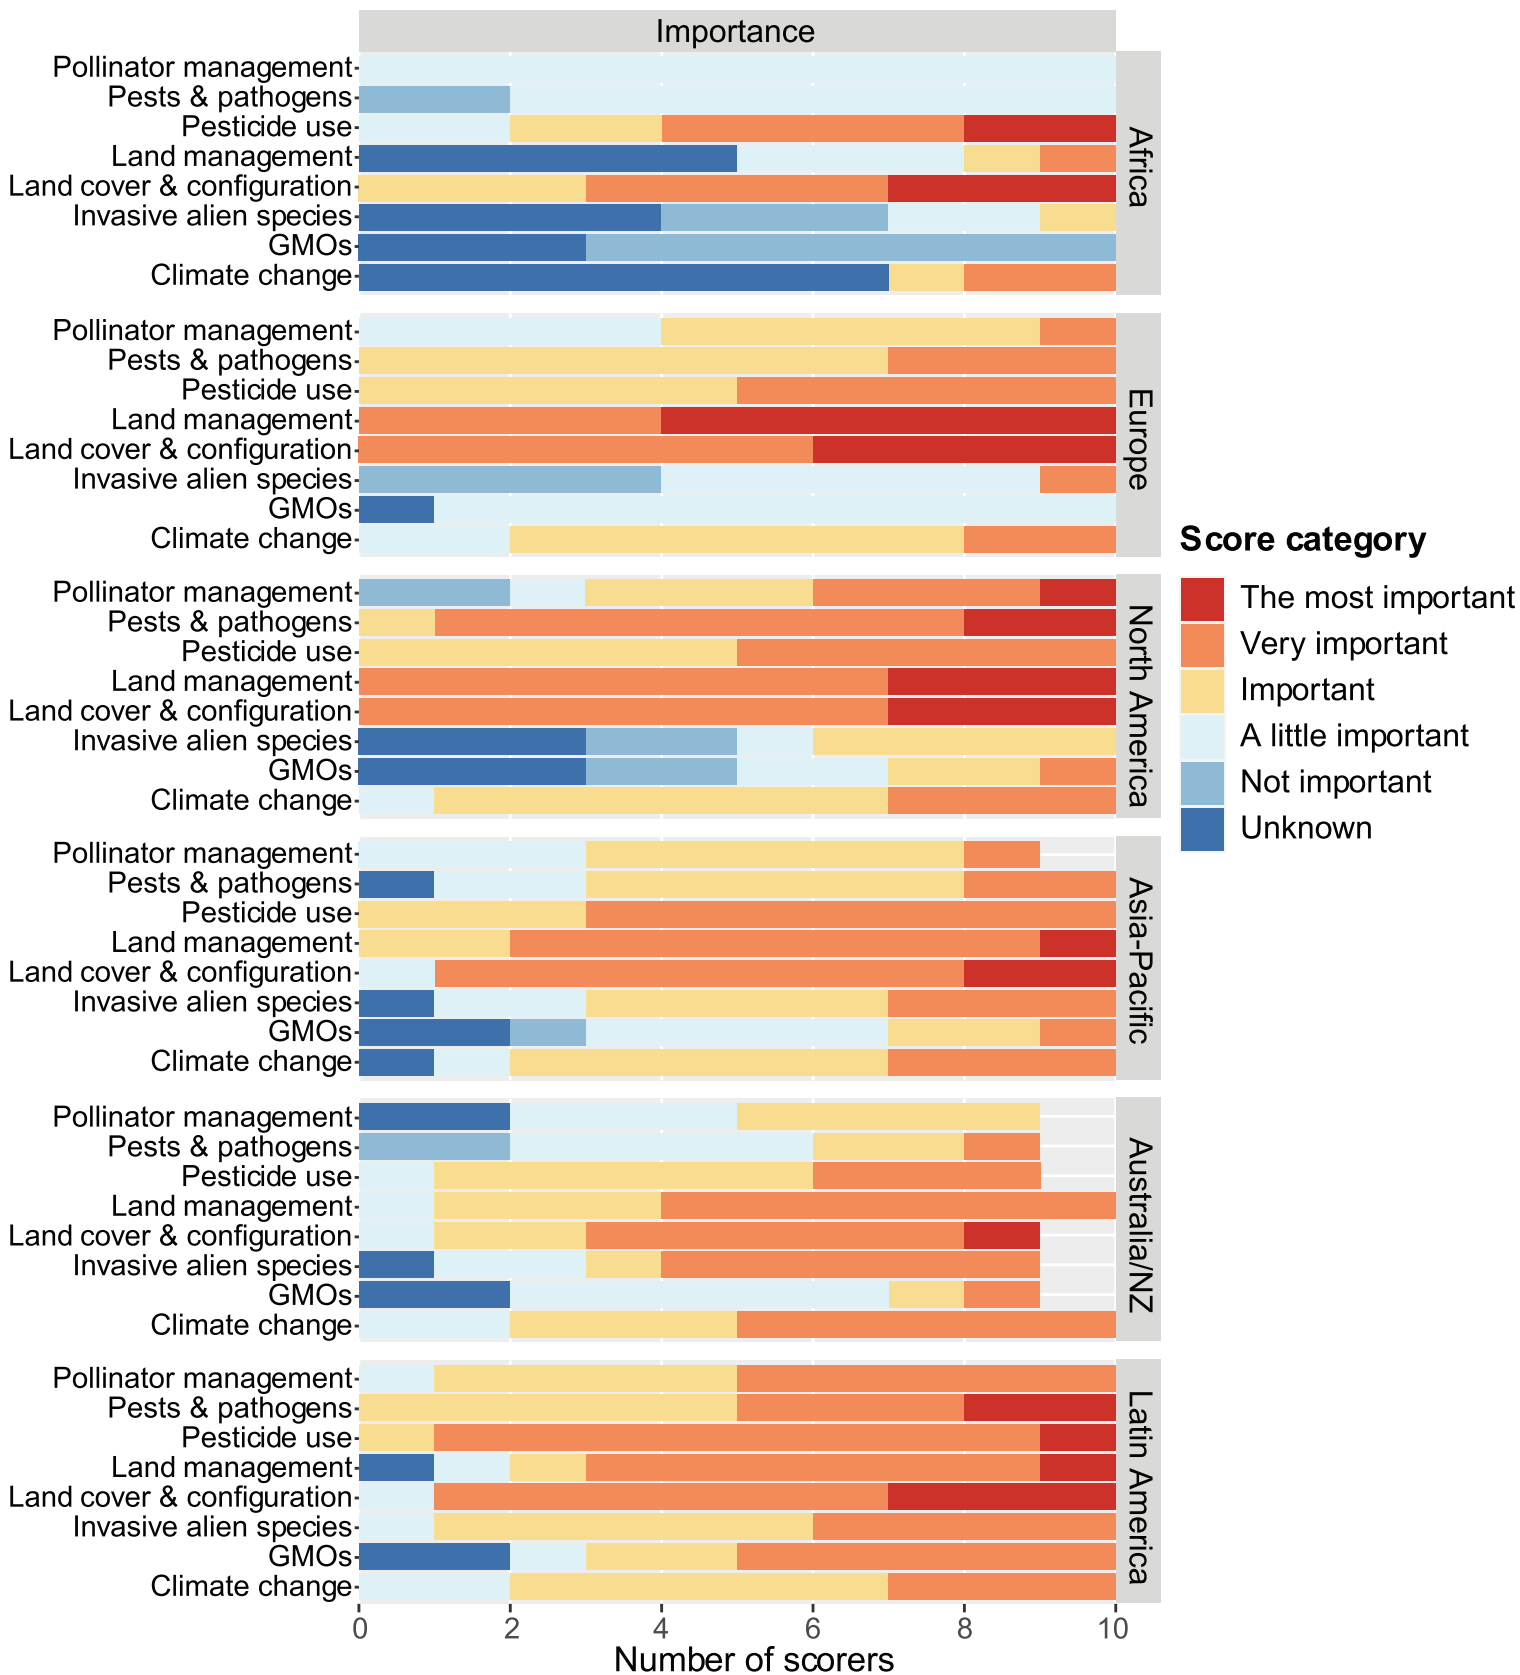 Importance
Pollinator management
Pests & pathogens
Pesticide use
Land management
Land cover & configuration
Invasive alien species
GMOs
Climate change
Africa
Pollinator management
Pests & pathogens
Pesticide use
Land management
Land cover & configuration
Invasive alien species
GMOs
Climate change
Europe
Pollinator management
Pests & pathogens
Pesticide use
Land management
Land cover & configuration
Invasive alien species
GMOs
Climate change
North America
Pollinator management
Pests & pathogens
Pesticide use
Land management
Land cover & configuration
Invasive alien species
GMOs
Climate change
Asia-Pacific
Pollinator management
Pests & pathogens
Pesticide use
Land management
Land cover & configuration
Invasive alien species
GMOs
Climate change
Australia/NZ
Pollinator management
Pests & pathogens
Pesticide use
Land management
Land cover & configuration
Invasive alien species
GMOs
Climate change
Latin America
0 2 4 6 8 10
Number of scorers
Score category
The most important
Very important
Important
A little important
Not important
Unknown